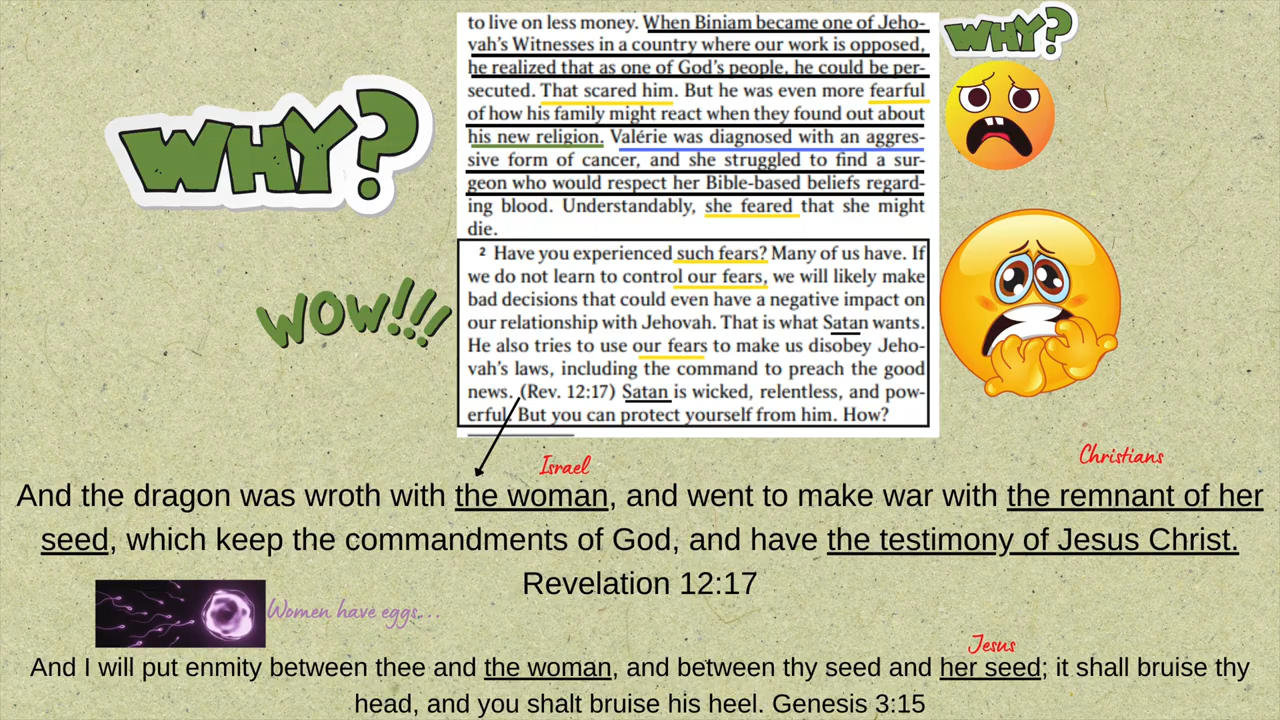 to live on less money. When Biniam became one of Jeho-
vah's Witnesses in a country where our work is opposed,
he realized that as one of God's people, he could be per-
secuted. That scared him. But he was even more fearful
of how his family might react when they found out about
his new religion. Valérie was diagnosed with an aggres-
sive form of cancer, and she struggled to find a sur-
geon who would respect her Bible-based beliefs regard-
ing blood. Understandably, she feared that she might
die.
2 Have you experienced such fears? Many of us have. If
we do not learn to control our fears, we will likely make
bad decisions that could even have a negative impact on
our relationship with Jehovah. That is what Satan wants.
He also tries to use our fears to make us disobey Jeho-
vah's laws, including the command to preach the good
news. (Rev. 12:17) Satan is wicked, relentless, and pow-
erful. But you can protect yourself from him. How?
WHY?
WHY?
WOW!!!
Israel
Christians
And the dragon was wroth with the woman, and went to make war with the remnant of her
seed, which keep the commandments of God, and have the testimony of Jesus Christ.
Revelation 12:17
Women have eggs...
Jesus
And I will put enmity between thee and the woman, and between thy seed and her seed; it shall bruise thy
head, and you shalt bruise his heel. Genesis 3:15